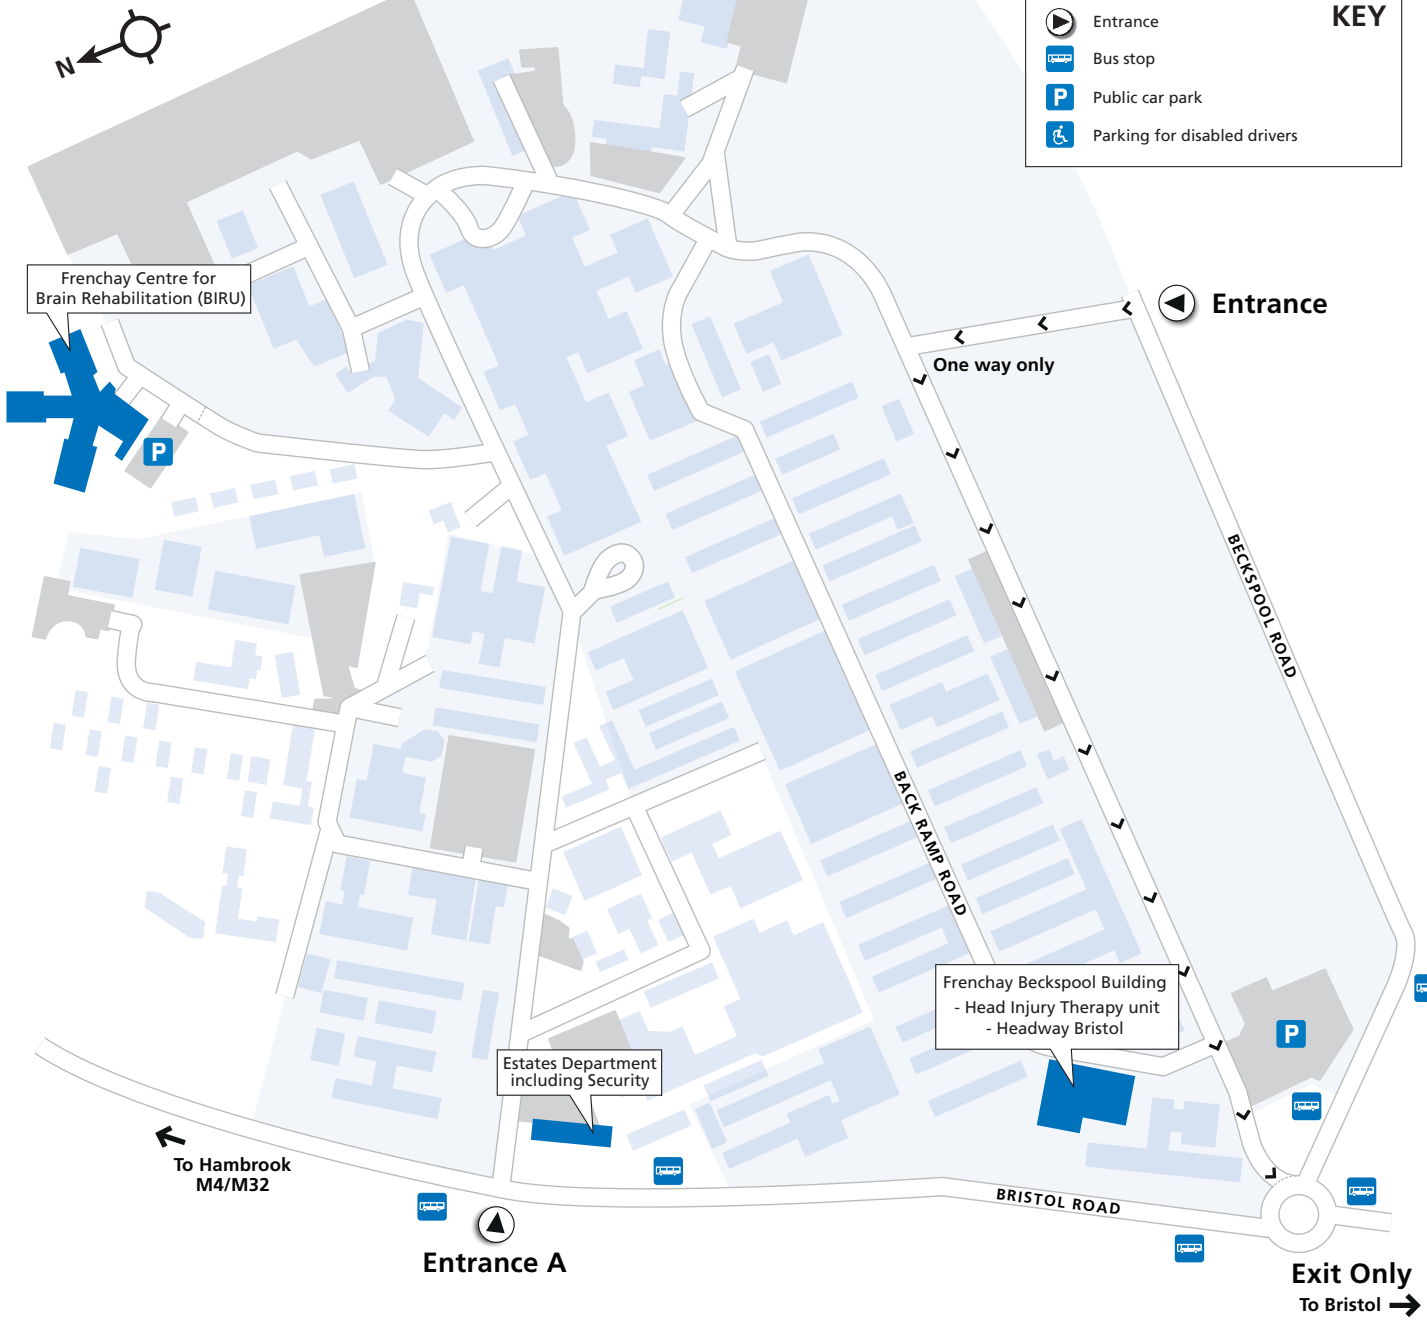 N
KEY
Entrance
Bus stop
P
Public car park
Parking for disabled drivers
Frenchay Centre for
Brain Rehabilitation (BIRU)
P
Entrance
One way only
BECKSPOOL ROAD
BACK RAMP ROAD
Frenchay Beckspool Building
- Head Injury Therapy unit
- Headway Bristol
P
Estates Department
including Security
To Hambrook
M4/M32
BRISTOL ROAD
Entrance A
Exit Only
To Bristol